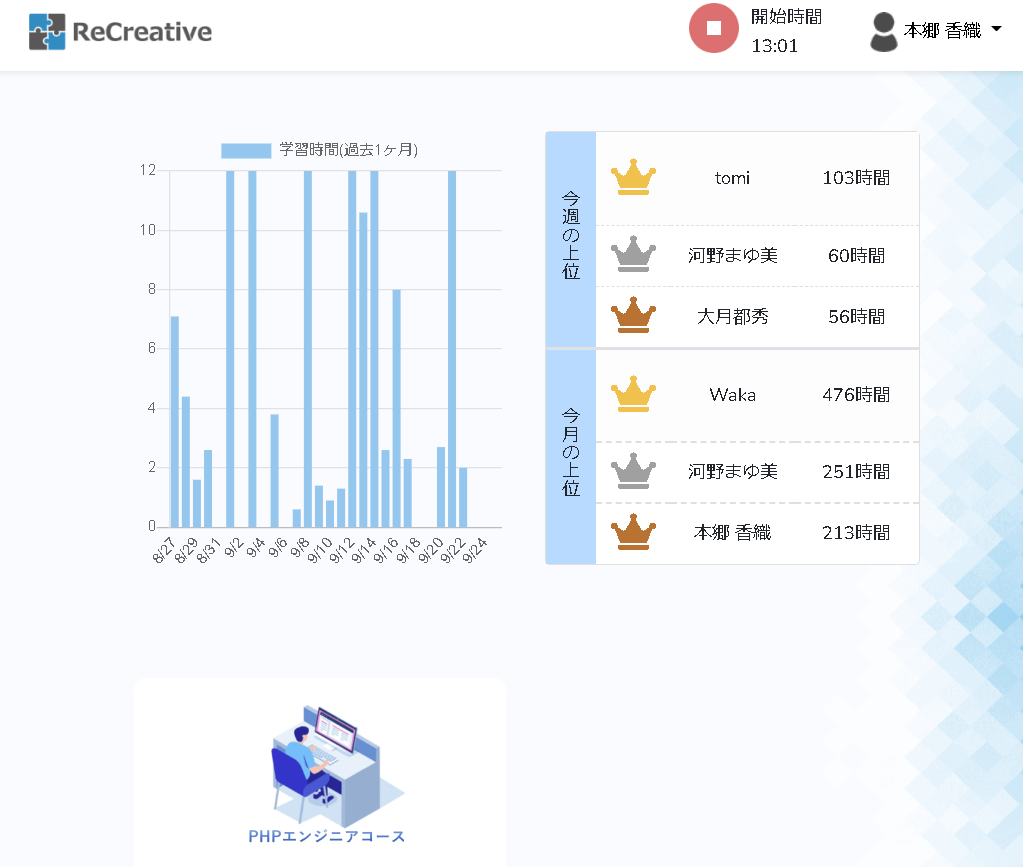 ReCreative
開始時間
13:01
本郷 香織
学習時間(過去1ヶ月)
12
10
8
6
4
2
0
8/27
8/29
8/31
9/2
9/4
9/6
9/8
9/10
9/12
9/14
9/16
9/18
9/20
9/22
9/24
今週の上位
tomi 103時間
河野まゆ美 60時間
大月都秀 56時間
今月の上位
Waka 476時間
河野まゆ美 251時間
本郷 香織 213時間
PHPエンジニアコース